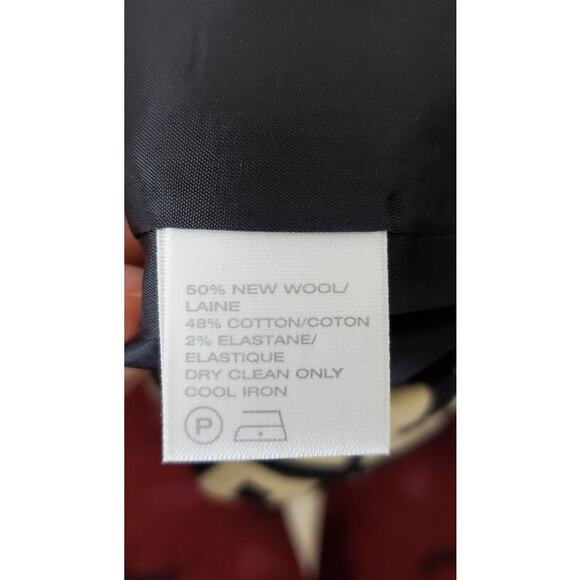 50% NEW WOOL/
LAINE
48% COTTON/COTON
2% ELASTANE/
ELASTIQUE
DRY CLEAN ONLY
COOL IRON
P